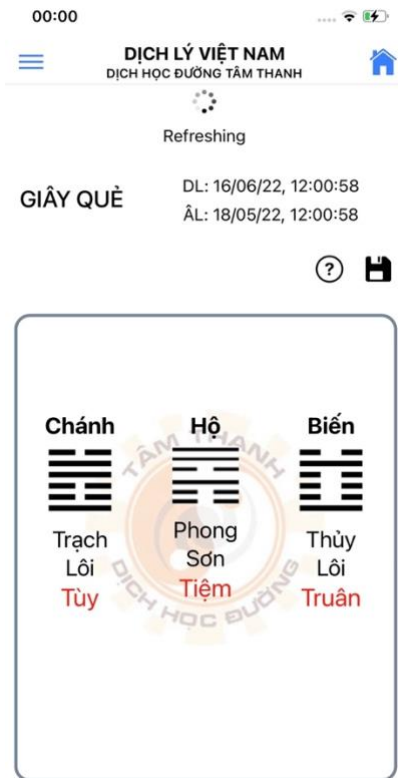 00:00
DỊCH LÝ VIỆT NAM
DỊCH HỌC ĐƯỜNG TÂM THANH
Refreshing
GIÂY QUẺ
DL: 16/06/22, 12:00:58
ÂL: 18/05/22, 12:00:58
?
Chánh Hộ Biến
Trạch Lôi Tùy
Phong Sơn Tiệm
Thủy Lôi Truân
TÂM THANH
DỊCH HỌC ĐƯỜNG